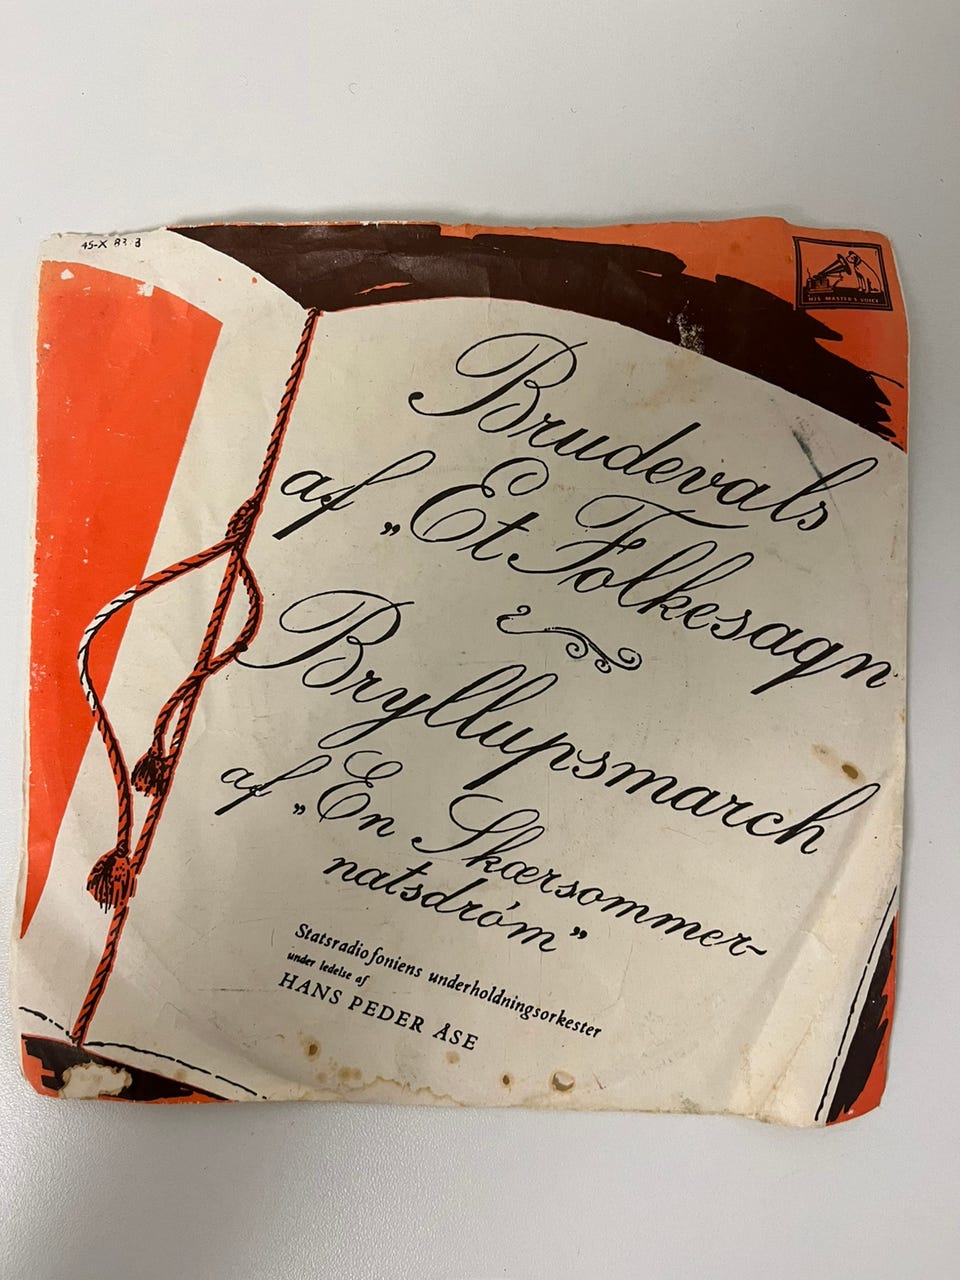 45-X 83 3
HIS MASTER'S VOICE
Brudevals
af „Et Folkesagn
Bryllupsmarch
af „En Skærsommer-
natsdröm”
Statsradiofoniens underholdningsorkester
under ledelse af
HANS PEDER ÅSE